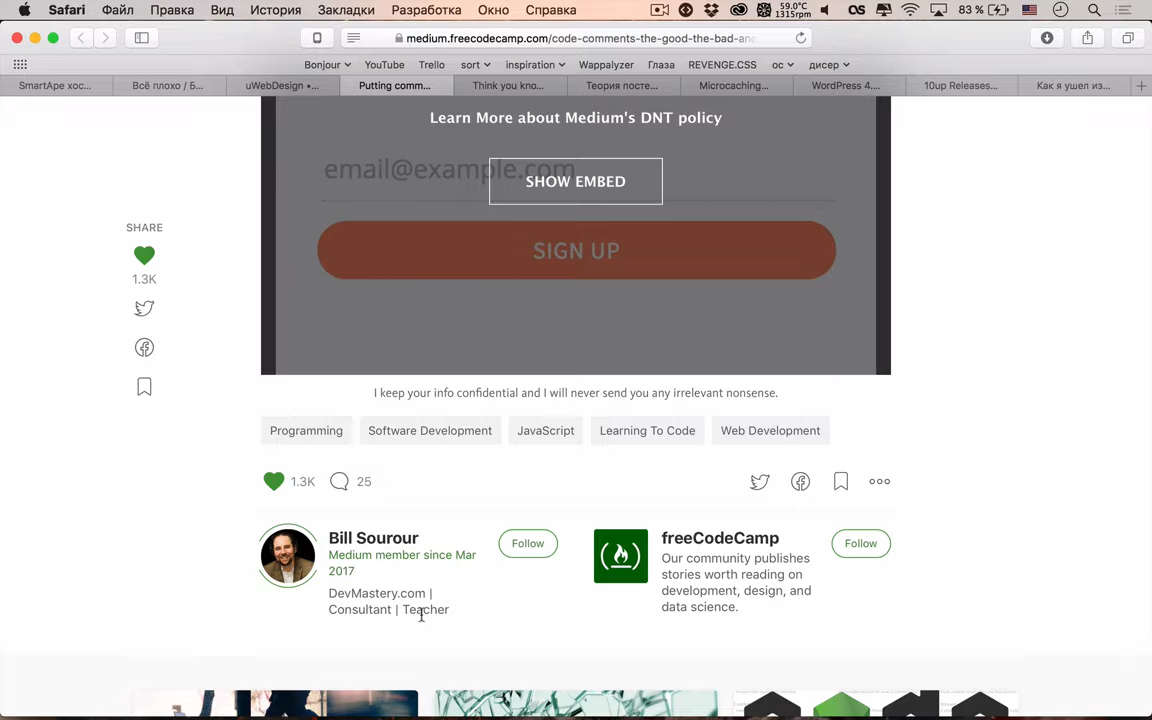 Safari Файл Правка Вид История Закладки Разработка Окно Справка 59.0°C 1315rpm 83 %
medium.freecodecamp.com/code-comments-the-good-the-bad-and-
Bonjour YouTube Trello sort inspiration Wappalyzer Глаза REVENGE.CSS ос дисер
SmartApe хос... Всё плохо / Б... uWebDesign •... Putting comm... Think you kno... Теория посте... Microcaching... WordPress 4.... 10up Releases... Как я ушел из...
Learn More about Medium's DNT policy
email@example.com
SHOW EMBED
SIGN UP
SHARE
1.3K
I keep your info confidential and I will never send you any irrelevant nonsense.
Programming Software Development JavaScript Learning To Code Web Development
1.3K 25
Bill Sourour
Medium member since Mar
2017
DevMastery.com |
Consultant | Teacher
Follow
freeCodeCamp
Our community publishes
stories worth reading on
development, design, and
data science.
Follow